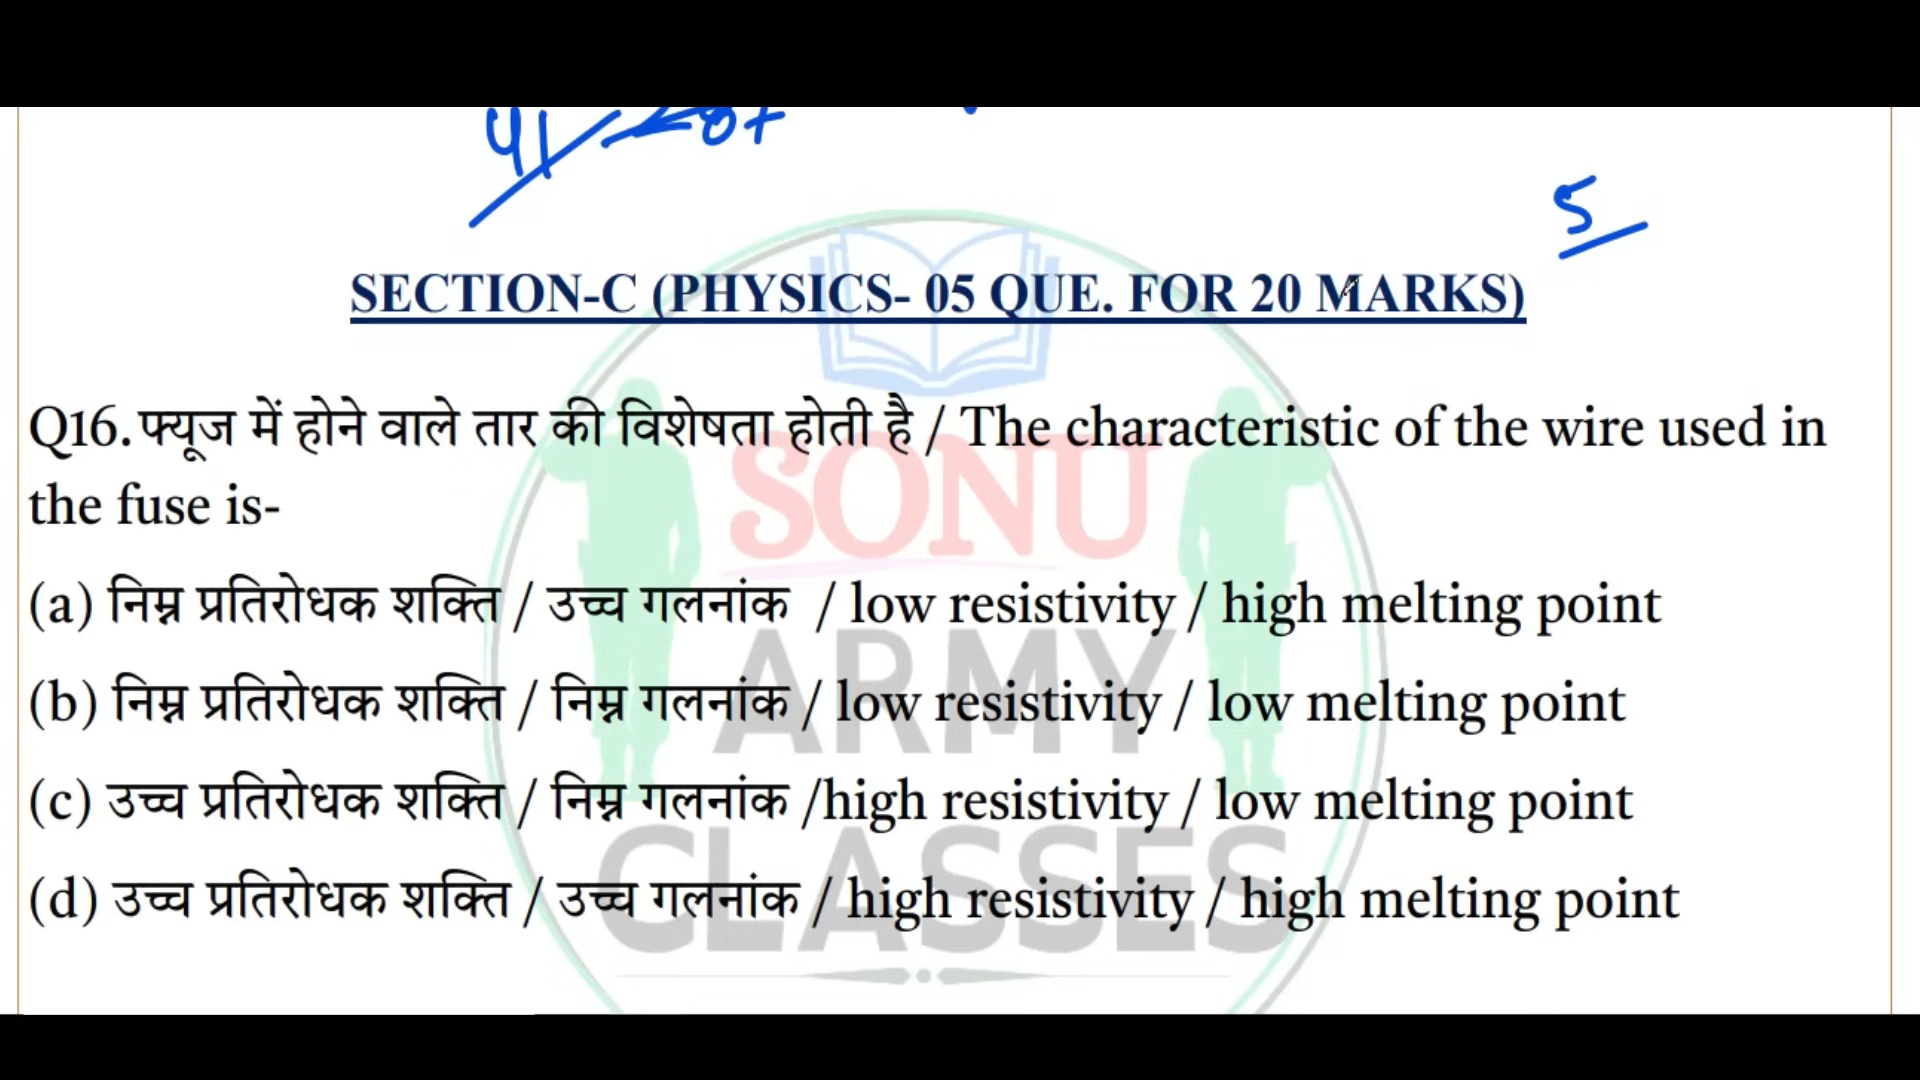 41 8+
5
SECTION-C (PHYSICS- 05 QUE. FOR 20 MARKS)
Q16. फ्यूज में होने वाले तार की विशेषता होती है / The characteristic of the wire used in
the fuse is-
(a) निम्न प्रतिरोधक शक्ति / उच्च गलनांक / low resistivity / high melting point
(b) निम्न प्रतिरोधक शक्ति / निम्न गलनांक / low resistivity / low melting point
(c) उच्च प्रतिरोधक शक्ति / निम्न गलनांक /high resistivity / low melting point
(d) उच्च प्रतिरोधक शक्ति / उच्च गलनांक / high resistivity / high melting point
SONU
ARMY
CLASSES